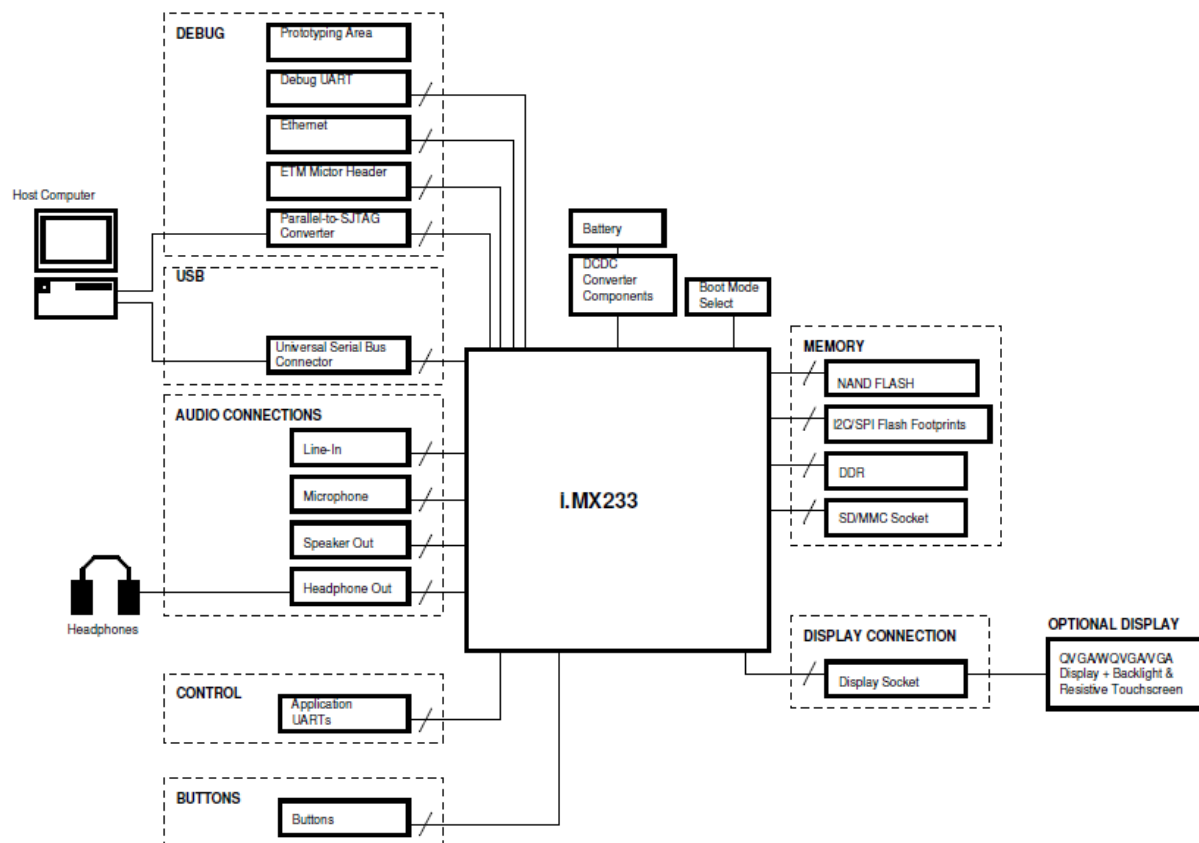 DEBUG
Prototyping Area
Debug UART
Ethernet
ETM Mictor Header
Host Computer
Parallel-to-SJTAG
Converter
USB
Universal Serial Bus
Connector
AUDIO CONNECTIONS
Line-In
Microphone
Speaker Out
Headphone Out
Headphones
CONTROL
Application
UARTs
BUTTONS
Buttons
Battery
DCDC
Converter
Components
Boot Mode
Select
i.MX233
MEMORY
NAND FLASH
I2C/SPI Flash Footprints
DDR
SD/MMC Socket
DISPLAY CONNECTION
Display Socket
OPTIONAL DISPLAY
QVGA/WQVGA/VGA
Display + Backlight &
Resistive Touchscreen